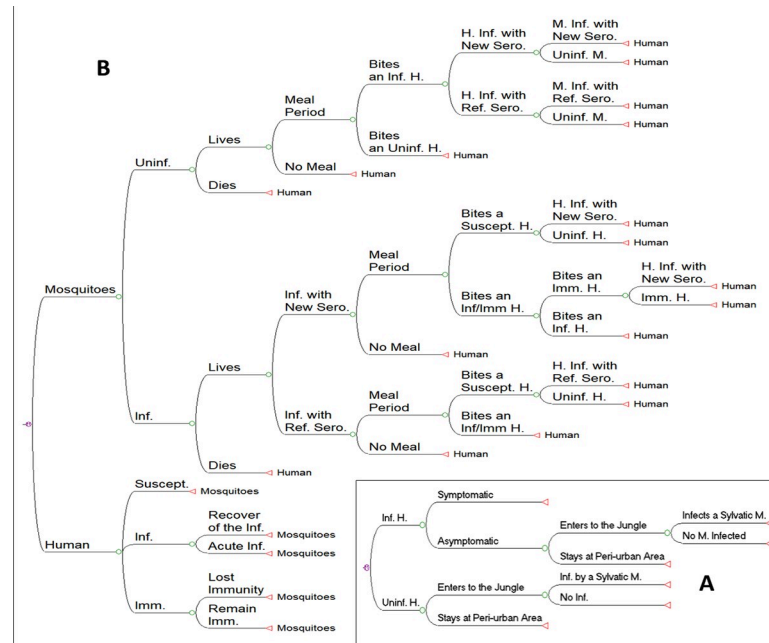 B
M. Inf. with
New Sero.
Human
H. Inf. with
New Sero.
Uninf. M.
Human
Bites
an Inf. H.
M. Inf. with
Ref. Sero.
Human
H. Inf. with
Ref. Sero.
Uninf. M.
Human
Meal
Period
Bites
an Uninf. H.
Human
Lives
No Meal
Human
Uninf.
Dies
Human
H. Inf. with
New Sero.
Human
Bites a
Suscept. H.
Uninf. H.
Human
Meal
Period
H. Inf. with
New Sero.
Human
Bites an
Imm. H.
Imm. H.
Human
Bites an
Inf/Imm H.
Bites an
Inf. H.
Human
Inf. with
New Sero.
No Meal
Human
Mosquitoes
Lives
H. Inf. with
Ref. Sero.
Human
Bites a
Suscept. H.
Uninf. H.
Human
Meal
Period
Bites an
Inf/Imm H.
Human
Inf. with
Ref. Sero.
No Meal
Human
Inf.
Dies
Human
Suscept.
Mosquitoes
Recover
of the Inf.
Mosquitoes
Inf.
Acute Inf.
Mosquitoes
Human
Lost
Immunity
Mosquitoes
Imm.
Remain
Imm.
Mosquitoes
Symptomatic
Inf. H.
Infects a Sylvatic M.
Enters to the Jungle
No M. Infected
Asymptomatic
Stays at Peri-urban Area
A
Inf. by a Sylvatic M.
Enters to the Jungle
No Inf.
Uninf. H.
Stays at Peri-urban Area